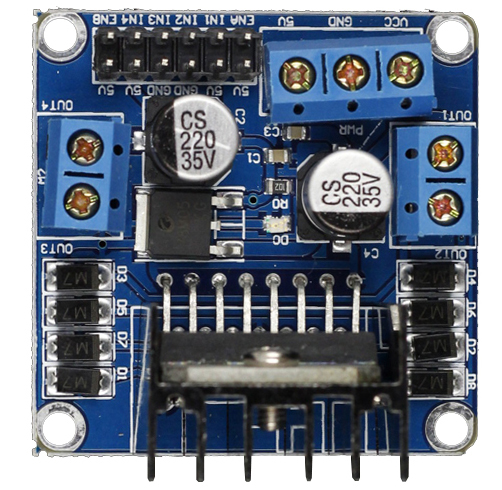 ENB IN4 IN3 IN2 IN1 ENA
5V GND VCC
5V 5V GND GND 5V 5V
OUT4
C2
C3
PWR
OUT1
CS
220
35V
C1
CS
220
35V
102
R0
D0
OUT3
C4
OUT2
M7 D3
M7 D4
M7 D5
M7 D6
M7 D7
M7 D2
M7 D1
M7 D8